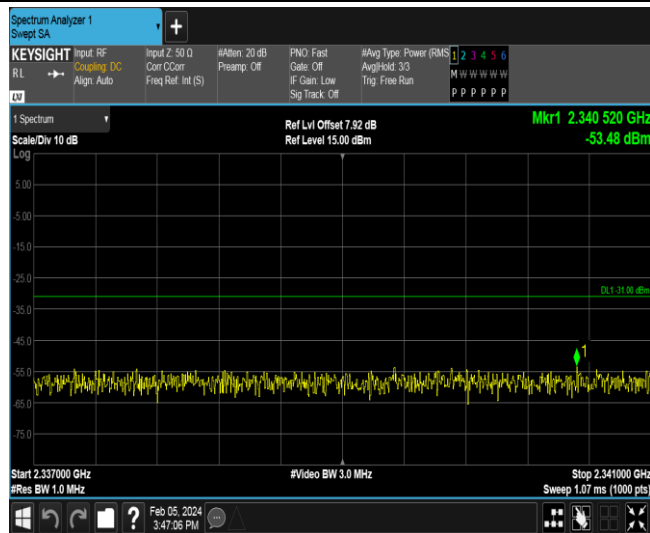 Spectrum Analyzer 1
Swept SA
+
KEYSIGHT Input: RF Input Z: 50 Ω #Atten: 20 dB PNO: Fast #Avg Type: Power (RMS 1 2 3 4 5 6
RL Coupling: DC Corr CCorr Preamp: Off Gate: Off Avg|Hold: 3/3 M W W W W W
Align: Auto Freq Ref: Int (S) IF Gain: Low Trig: Free Run
LXI Sig Track: Off P P P P P P
1 Spectrum Ref Lvl Offset 7.92 dB Mkr1 2.340 520 GHz
Scale/Div 10 dB Ref Level 15.00 dBm -53.48 dBm
Log
5.00
-5.00
-15.0
-25.0
DL1 -31.00 dBm
-35.0
-45.0
1
-55.0
-65.0
-75.0
Start 2.337000 GHz #Video BW 3.0 MHz Stop 2.341000 GHz
#Res BW 1.0 MHz Sweep 1.07 ms (1000 pts)
? Feb 05, 2024
3:47:06 PM